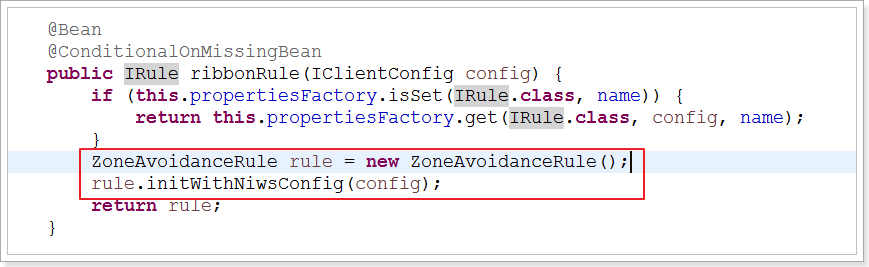 @Bean
@ConditionalOnMissingBean
public IRule ribbonRule(IClientConfig config) {
if (this.propertiesFactory.isSet(IRule.class, name)) {
return this.propertiesFactory.get(IRule.class, config, name);
}
ZoneAvoidanceRule rule = new ZoneAvoidanceRule();
rule.initWithNiwsConfig(config);
return rule;
}